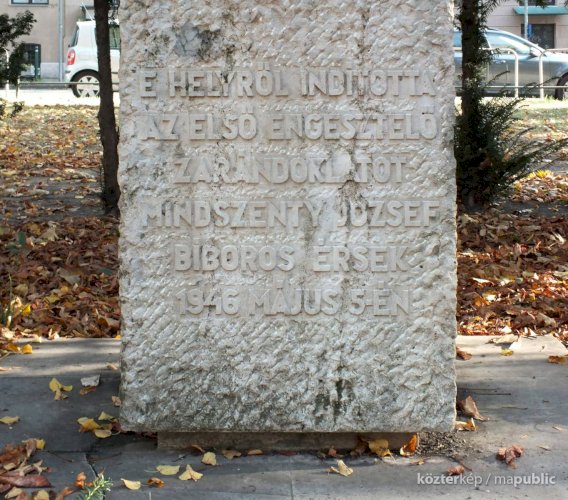 E HELYRŐL INDÍTOTTA
AZ ELSŐ ENGESZTELŐ
ZARÁNDOKLATOT
MINDSZENTY JÓZSEF
BÍBOROS ÉRSEK
1946 MÁJUS 5-ÉN
köztérkép / mapublic